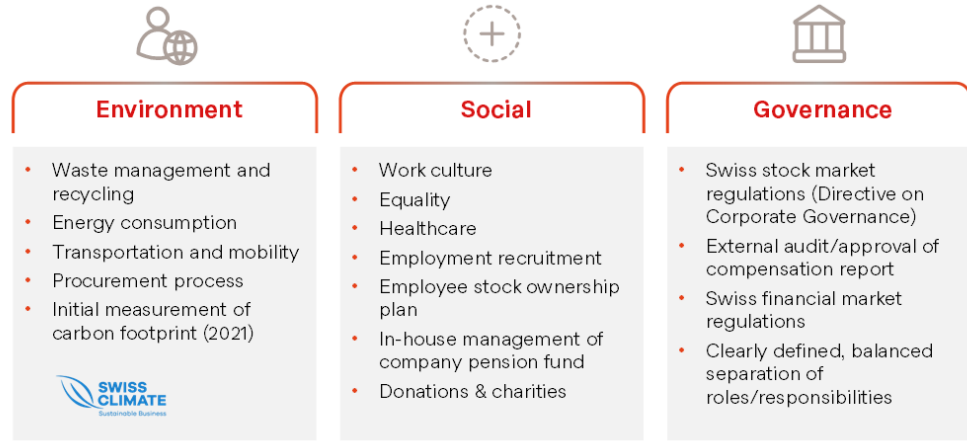 Environment
• Waste management and
recycling
• Energy consumption
• Transportation and mobility
• Procurement process
• Initial measurement of
carbon footprint (2021)
SWISS
CLIMATE
Sustainable Business
Social
• Work culture
• Equality
• Healthcare
• Employment recruitment
• Employee stock ownership
plan
• In-house management of
company pension fund
• Donations & charities
Governance
• Swiss stock market
regulations (Directive on
Corporate Governance)
• External audit/approval of
compensation report
• Swiss financial market
regulations
• Clearly defined, balanced
separation of
roles/responsibilities